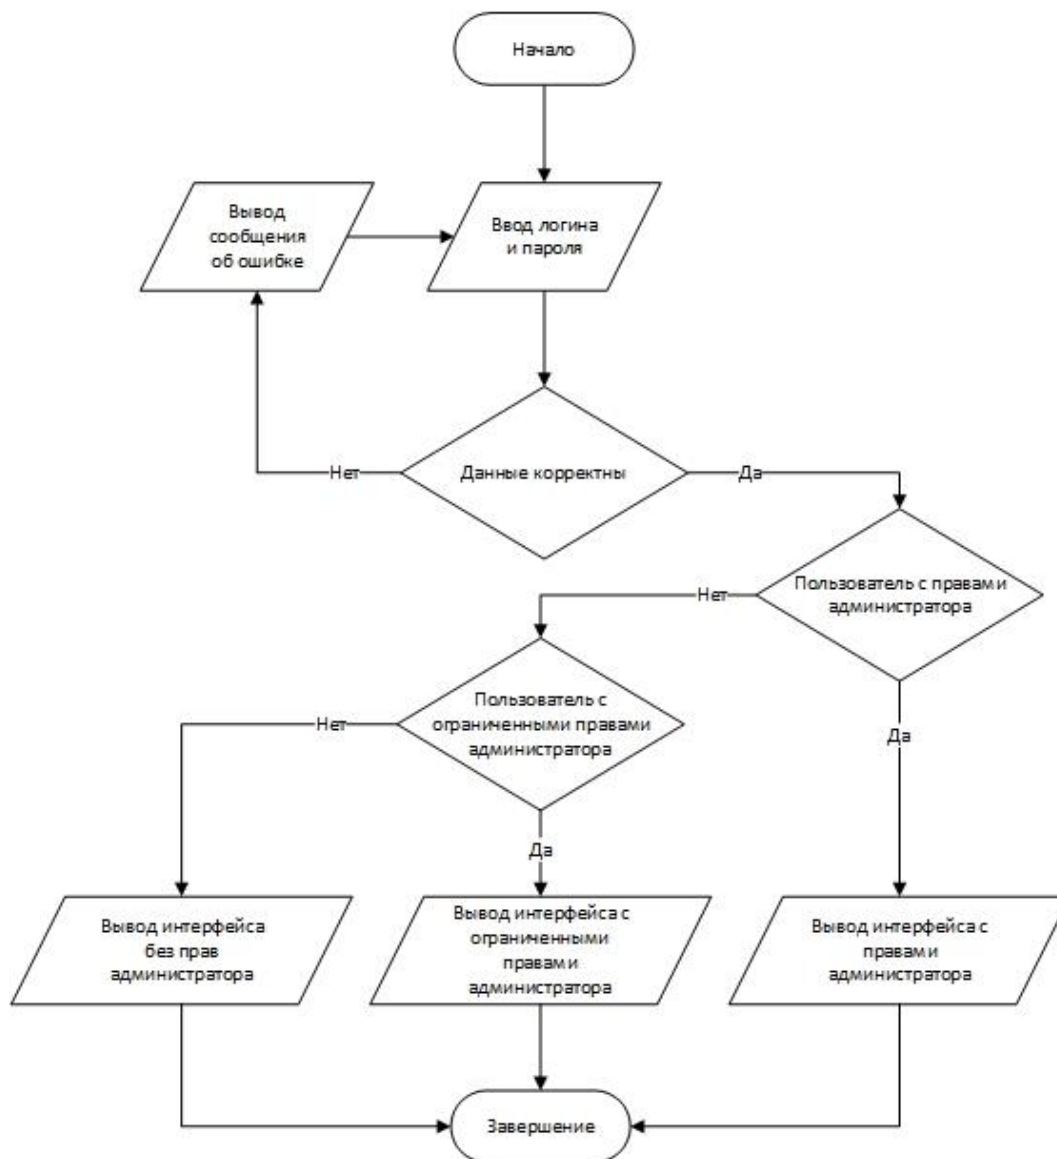 Начало
Вывод
сообщения
об ошибке
Ввод логина
и пароля
Нет
Данные корректны
Да
Пользователь с правами
администратора
Нет
Пользователь с
ограниченными правами
администратора
Нет
Да
Да
Вывод интерфейса
без прав
администратора
Вывод интерфейса с
ограниченными
правами
администратора
Вывод интерфейса с
правами
администратора
Завершение